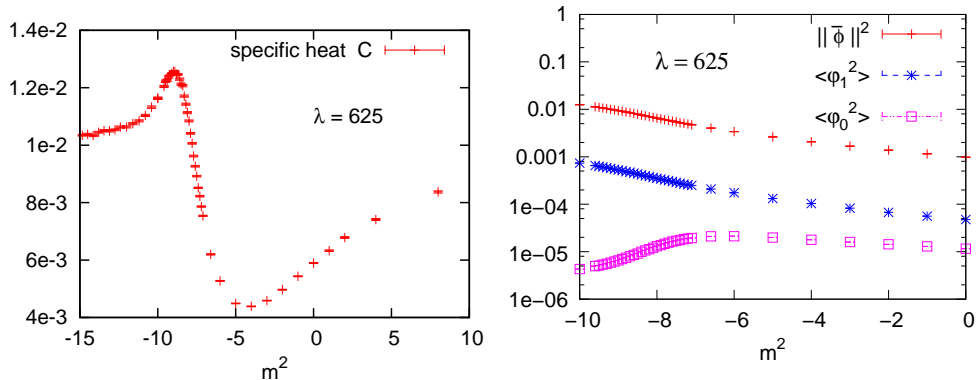 1.4e-2
1.2e-2
1e-2
8e-3
6e-3
4e-3
specific heat C
λ = 625
-15 -10 -5 0 5 10
m²
1
0.1
0.01
0.001
1e-04
1e-05
1e-06
|| φ̅ ||²
<φ₁²>
<φ₀²>
λ = 625
-10 -8 -6 -4 -2 0
m²